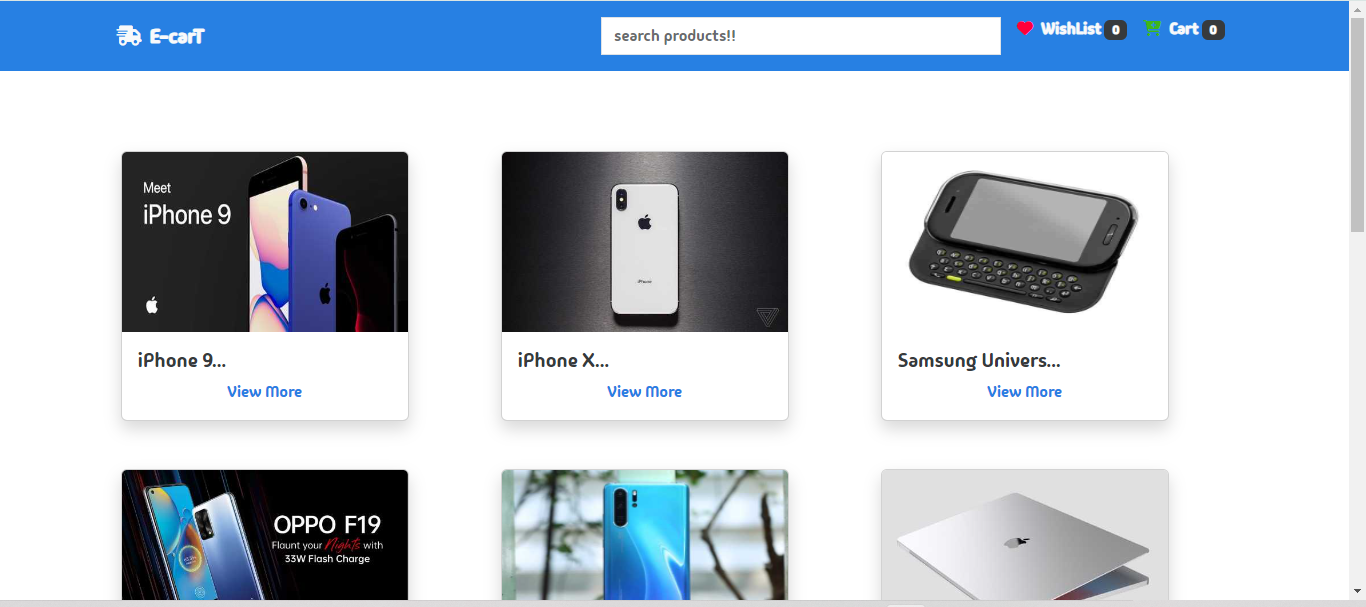 E-carT
search products!!
WishList 0
Cart 0
Meet
iPhone 9
iPhone
iPhone 9...
View More
iPhone X...
View More
Samsung Univers...
View More
OPPO F19
Flaunt your Nights with
33W Flash Charge